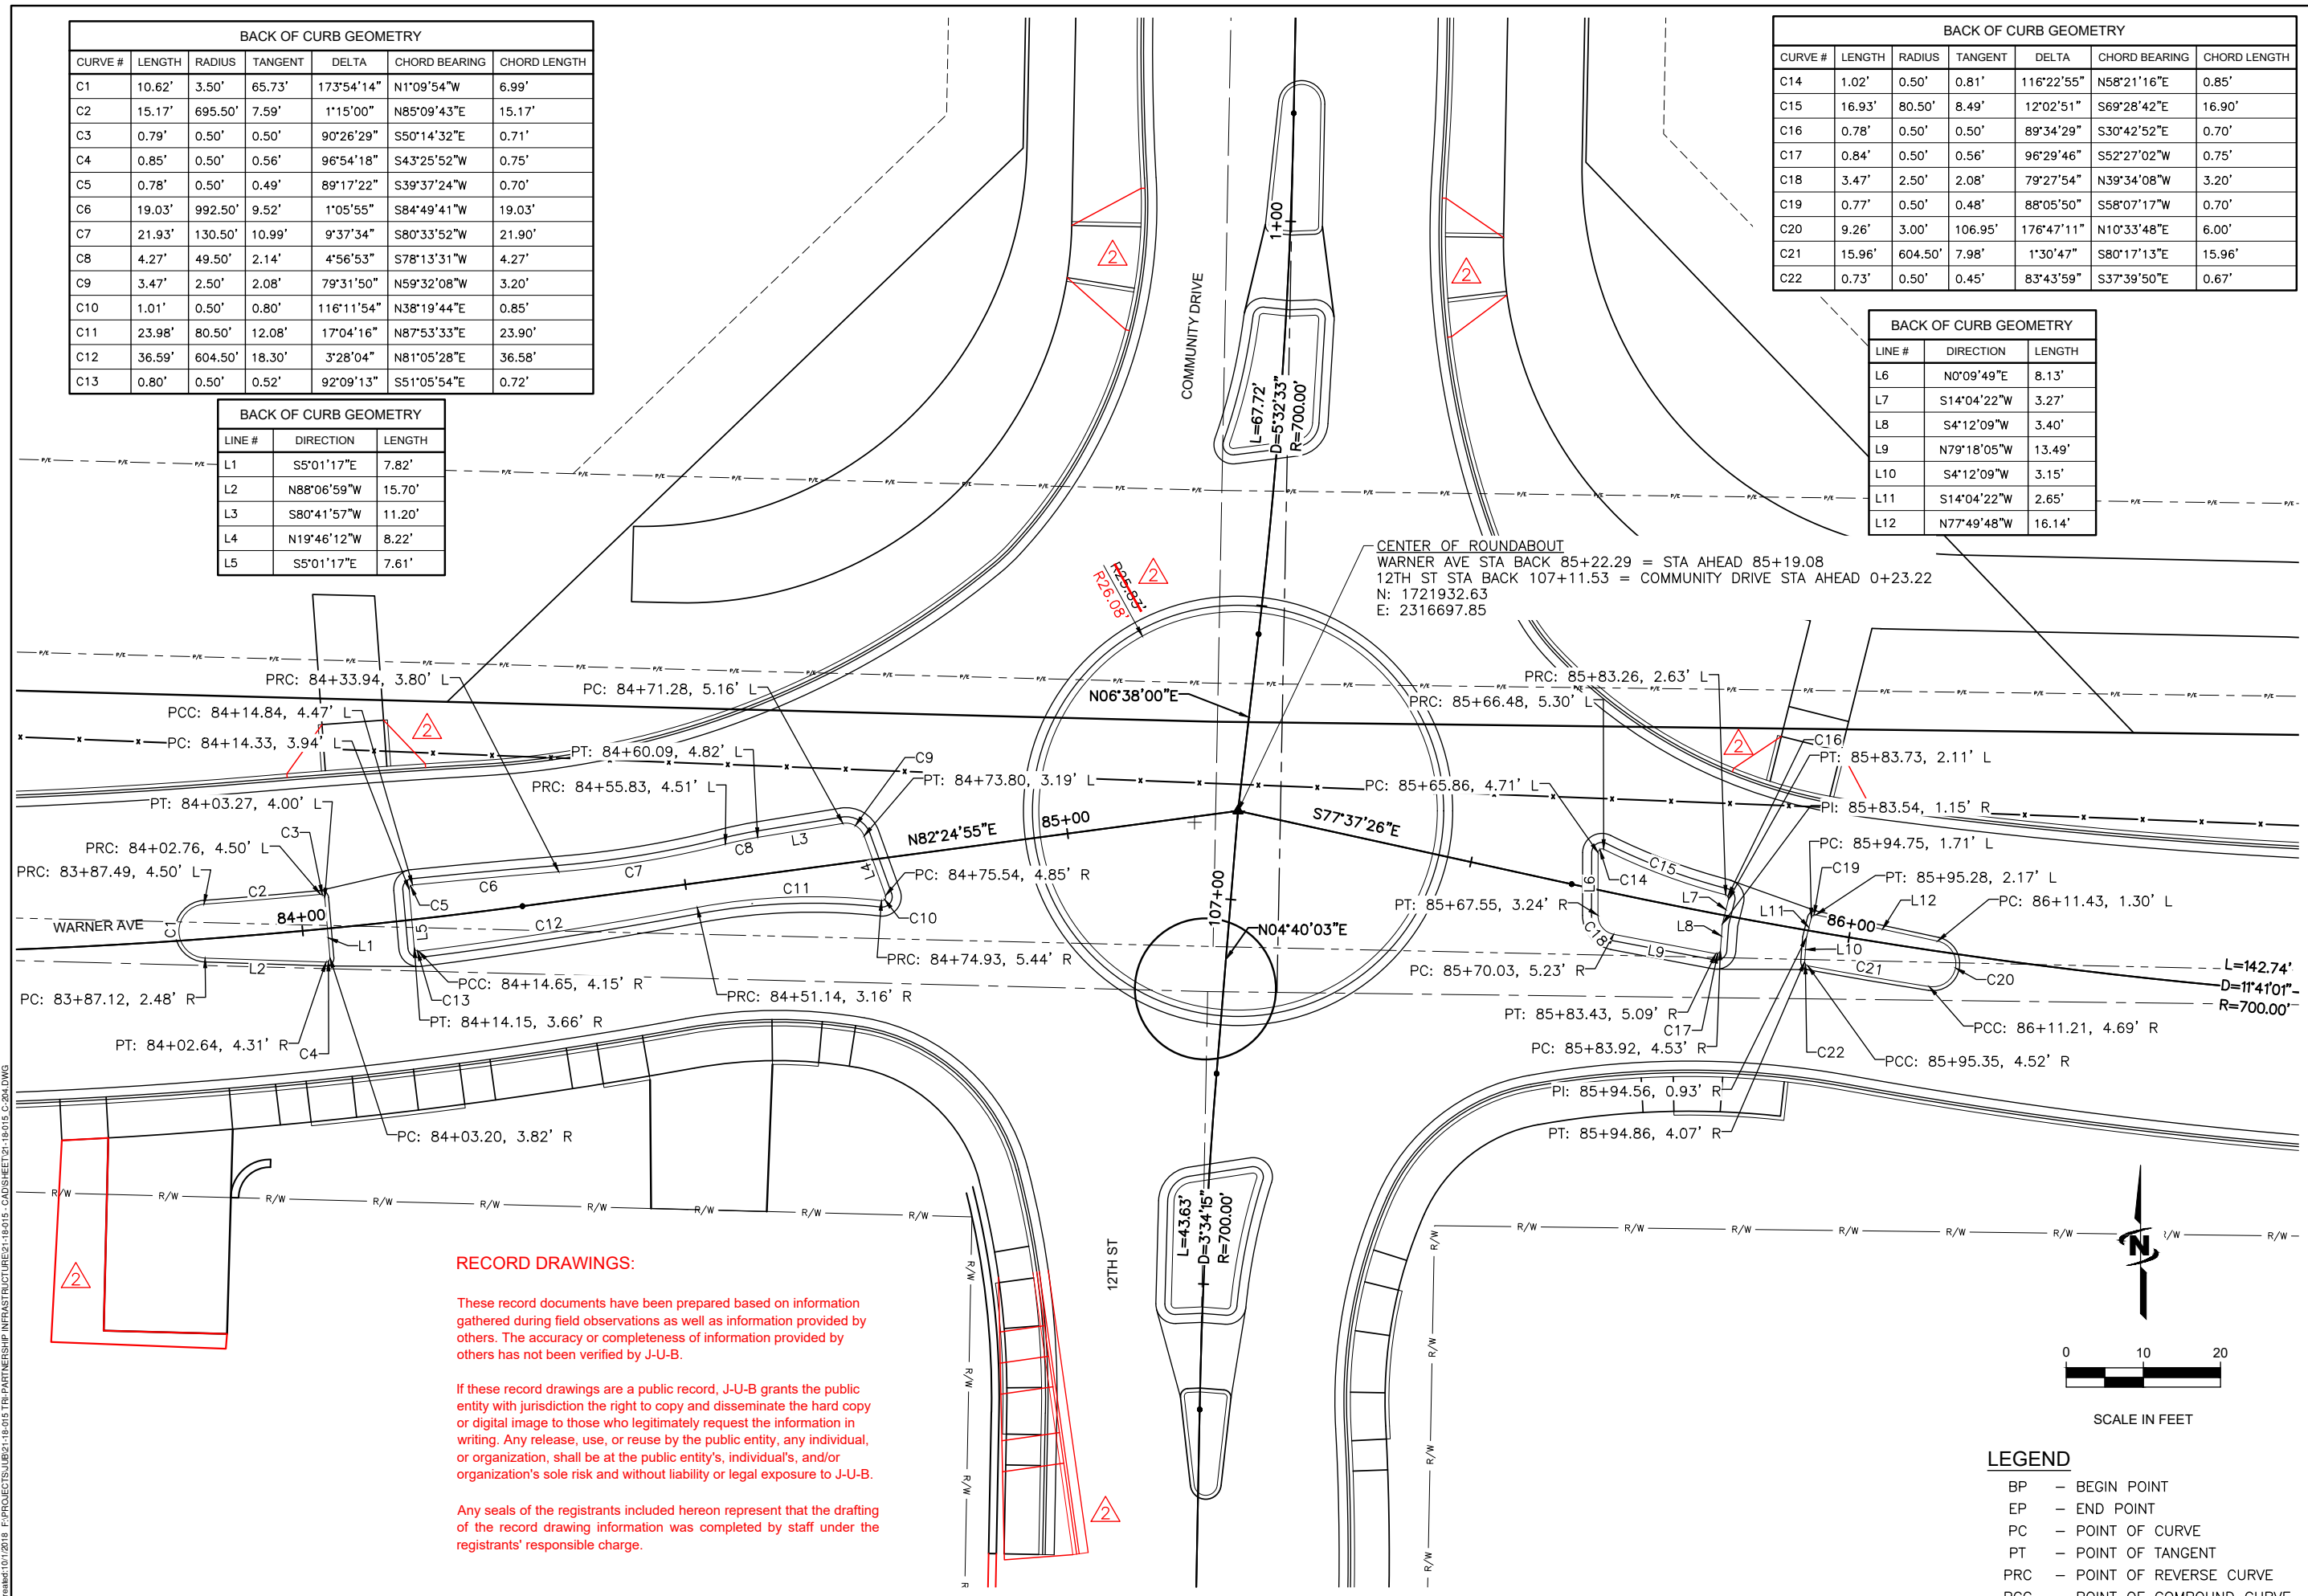 BACK OF CURB GEOMETRY
CURVE # LENGTH RADIUS TANGENT DELTA CHORD BEARING CHORD LENGTH
C1 10.62' 3.50' 65.73' 173°54'14" N1°09'54"W 6.99'
C2 15.17' 695.50' 7.59' 1°15'00" N85°09'43"E 15.17'
C3 0.79' 0.50' 0.50' 90°26'29" S50°14'32"E 0.71'
C4 0.85' 0.50' 0.56' 96°54'18" S43°25'52"W 0.75'
C5 0.78' 0.50' 0.49' 89°17'22" S39°37'24"W 0.70'
C6 19.03' 992.50' 9.52' 1°05'55" S84°49'41"W 19.03'
C7 21.93' 130.50' 10.99' 9°37'34" S80°33'52"W 21.90'
C8 4.27' 49.50' 2.14' 4°56'53" S78°13'31"W 4.27'
C9 3.47' 2.50' 2.08' 79°31'50" N59°32'08"W 3.20'
C10 1.01' 0.50' 0.80' 116°11'54" N38°19'44"E 0.85'
C11 23.98' 80.50' 12.08' 17°04'16" N87°53'33"E 23.90'
C12 36.59' 604.50' 18.30' 3°28'04" N81°05'28"E 36.58'
C13 0.80' 0.50' 0.52' 92°09'13" S51°05'54"E 0.72'
BACK OF CURB GEOMETRY
LINE # DIRECTION LENGTH
L1 S5°01'17"E 7.82'
L2 N88°06'59"W 15.70'
L3 S80°41'57"W 11.20'
L4 N19°46'12"W 8.22'
L5 S5°01'17"E 7.61'
BACK OF CURB GEOMETRY
CURVE # LENGTH RADIUS TANGENT DELTA CHORD BEARING CHORD LENGTH
C14 1.02' 0.50' 0.81' 116°22'55" N58°21'16"E 0.85'
C15 16.93' 80.50' 8.49' 12°02'51" S69°28'42"E 16.90'
C16 0.78' 0.50' 0.50' 89°34'29" S30°42'52"E 0.70'
C17 0.84' 0.50' 0.56' 96°29'46" S52°27'02"W 0.75'
C18 3.47' 2.50' 2.08' 79°27'54" N39°34'08"W 3.20'
C19 0.77' 0.50' 0.48' 88°05'50" S58°07'17"W 0.70'
C20 9.26' 3.00' 106.95' 176°47'11" N10°33'48"E 6.00'
C21 15.96' 604.50' 7.98' 1°30'47" S80°17'13"E 15.96'
C22 0.73' 0.50' 0.45' 83°43'59" S37°39'50"E 0.67'
BACK OF CURB GEOMETRY
LINE # DIRECTION LENGTH
L6 N0°09'49"E 8.13'
L7 S14°04'22"W 3.27'
L8 S4°12'09"W 3.40'
L9 N79°18'05"W 13.49'
L10 S4°12'09"W 3.15'
L11 S14°04'22"W 2.65'
L12 N77°49'48"W 16.14'
COMMUNITY DRIVE
1+00
L=67.72'
D=5°32'33"
R=700.00'
2
2
CENTER OF ROUNDABOUT
WARNER AVE STA BACK 85+22.29 = STA AHEAD 85+19.08
12TH ST STA BACK 107+11.53 = COMMUNITY DRIVE STA AHEAD 0+23.22
N: 1721932.63
E: 2316697.85
R25.83'
R26.08'
2
N06°38'00"E
PRC: 84+33.94, 3.80' L
PC: 84+71.28, 5.16' L
PCC: 84+14.84, 4.47' L
2
PC: 84+14.33, 3.94' L
PT: 84+60.09, 4.82' L
C9
PRC: 84+55.83, 4.51' L
PT: 84+73.80, 3.19' L
PT: 84+03.27, 4.00' L
C3
PRC: 84+02.76, 4.50' L
PRC: 83+87.49, 4.50' L
C2
C6
C7
C8
L3
L4
N82°24'55"E
85+00
PC: 84+75.54, 4.85' R
C5
C10
C11
C12
C1
84+00
WARNER AVE
L1
L5
L2
PC: 83+87.12, 2.48' R
PCC: 84+14.65, 4.15' R
C13
PT: 84+14.15, 3.66' R
PRC: 84+51.14, 3.16' R
PRC: 84+74.93, 5.44' R
PT: 84+02.64, 4.31' R
C4
PC: 84+03.20, 3.82' R
107+00
N04°40'03"E
S77°37'26"E
PRC: 85+83.26, 2.63' L
PRC: 85+66.48, 5.30' L
2
C16
PT: 85+83.73, 2.11' L
PC: 85+65.86, 4.71' L
PI: 85+83.54, 1.15' R
PC: 85+94.75, 1.71' L
C19
PT: 85+95.28, 2.17' L
L12
PC: 86+11.43, 1.30' L
C15
C14
L6
L7
L8
L11
86+00
L10
PT: 85+67.55, 3.24' R
C18
L9
C21
C20
PC: 85+70.03, 5.23' R
L=142.74'
D=11°41'01"
R=700.00'
PT: 85+83.43, 5.09' R
C17
PC: 85+83.92, 4.53' R
C22
PCC: 86+11.21, 4.69' R
PCC: 85+95.35, 4.52' R
PI: 85+94.56, 0.93' R
PT: 85+94.86, 4.07' R
2
12TH ST
L=43.63'
D=3°34'15"
R=700.00'
2
RECORD DRAWINGS:
These record documents have been prepared based on information
gathered during field observations as well as information provided by
others. The accuracy or completeness of information provided by
others has not been verified by J-U-B.
If these record drawings are a public record, J-U-B grants the public
entity with jurisdiction the right to copy and disseminate the hard copy
or digital image to those who legitimately request the information in
writing. Any release, use, or reuse by the public entity, any individual,
or organization, shall be at the public entity's, individual's, and/or
organization's sole risk and without liability or legal exposure to J-U-B.
Any seals of the registrants included hereon represent that the drafting
of the record drawing information was completed by staff under the
registrants' responsible charge.
N
0 10 20
SCALE IN FEET
LEGEND
BP – BEGIN POINT
EP – END POINT
PC – POINT OF CURVE
PT – POINT OF TANGENT
PRC – POINT OF REVERSE CURVE